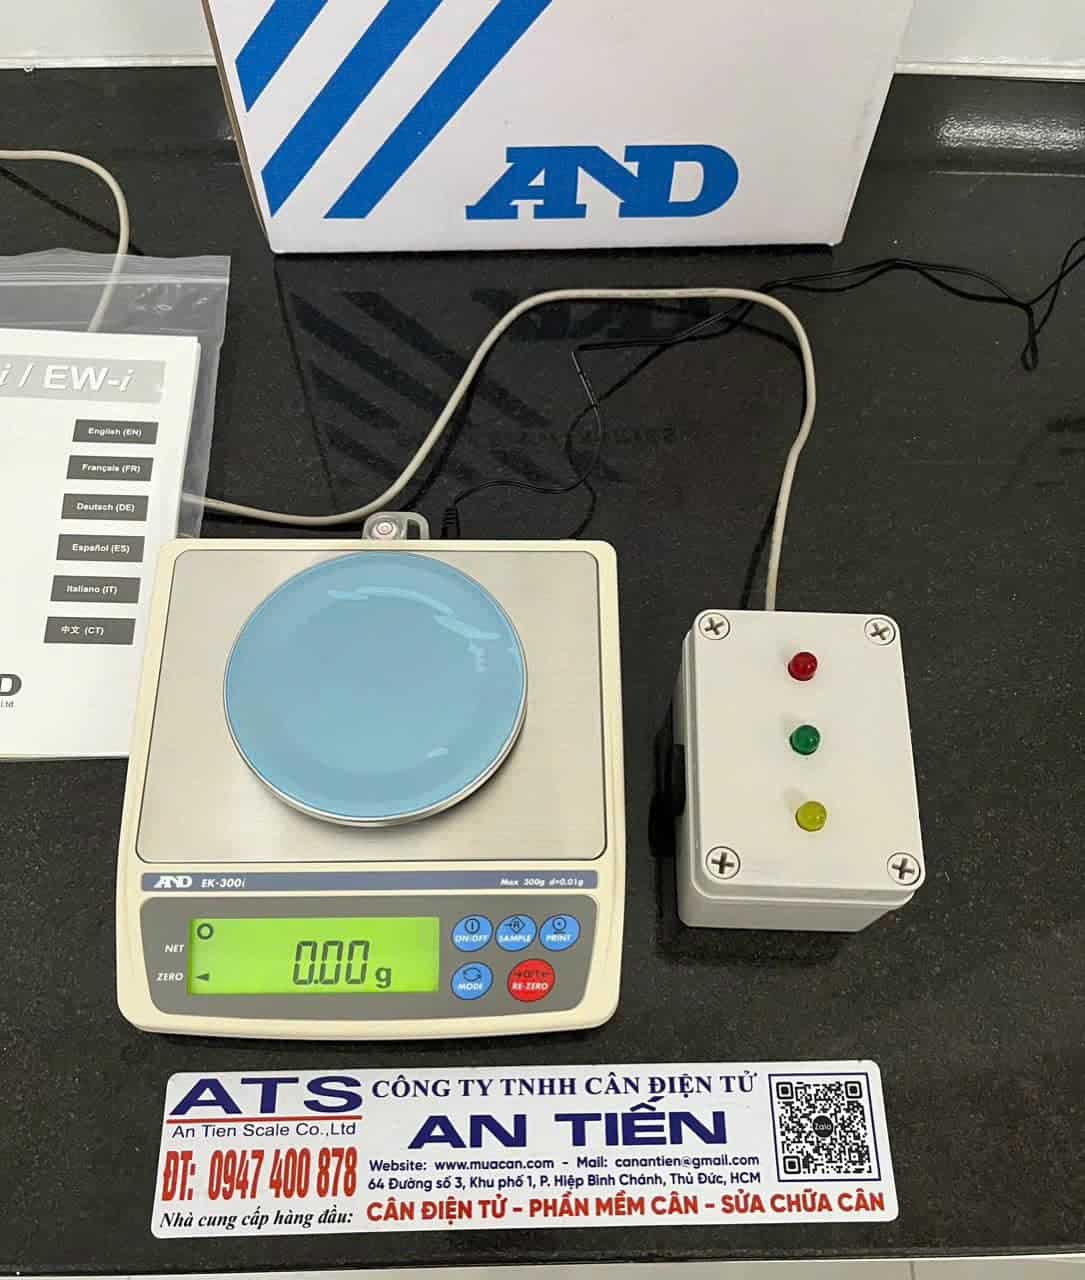 AND
i / EW-i
English (EN)
Français (FR)
Deutsch (DE)
Español (ES)
Italiano (IT)
中文 (CT)
D
Ltd.
AND EK-300i Max 300g d=0.01g
NET
ZERO
0.00 g
ON/OFF SAMPLE PRINT
MODE
→0/T←
RE-ZERO
ATS
An Tien Scale Co.,Ltd
ĐT: 0947 400 878
Nhà cung cấp hàng đầu:
CÔNG TY TNHH CÂN ĐIỆN TỬ
AN TIẾN
Website: www.muacan.com - Mail: canantien@gmail.com
64 Đường số 3, Khu phố 1, P. Hiệp Bình Chánh, Thủ Đức, HCM
CÂN ĐIỆN TỬ - PHẦN MỀM CÂN - SỬA CHỮA CÂN
Zalo